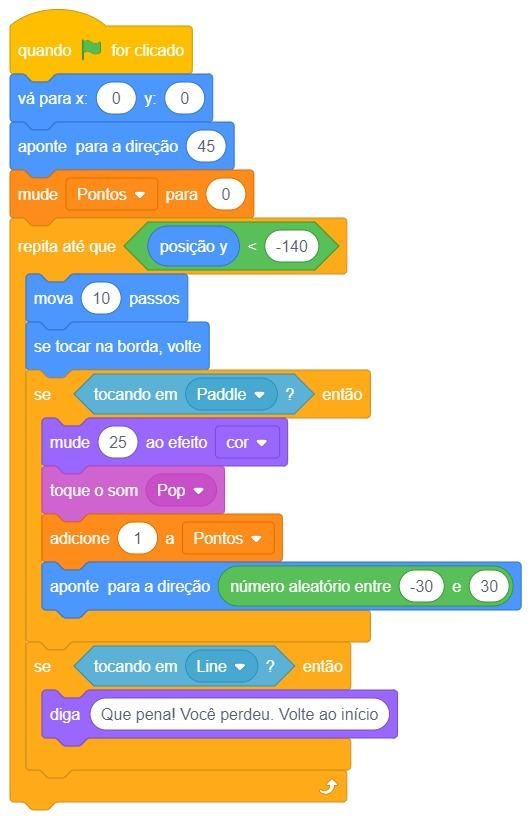 quando for clicado
vá para x: 0 y: 0
aponte para a direção 45
mude Pontos para 0
repita até que posição y < -140
mova 10 passos
se tocar na borda, volte
se tocando em Paddle ? então
mude 25 ao efeito cor
toque o som Pop
adicione 1 a Pontos
aponte para a direção número aleatório entre -30 e 30
se tocando em Line ? então
diga Que pena! Você perdeu. Volte ao início